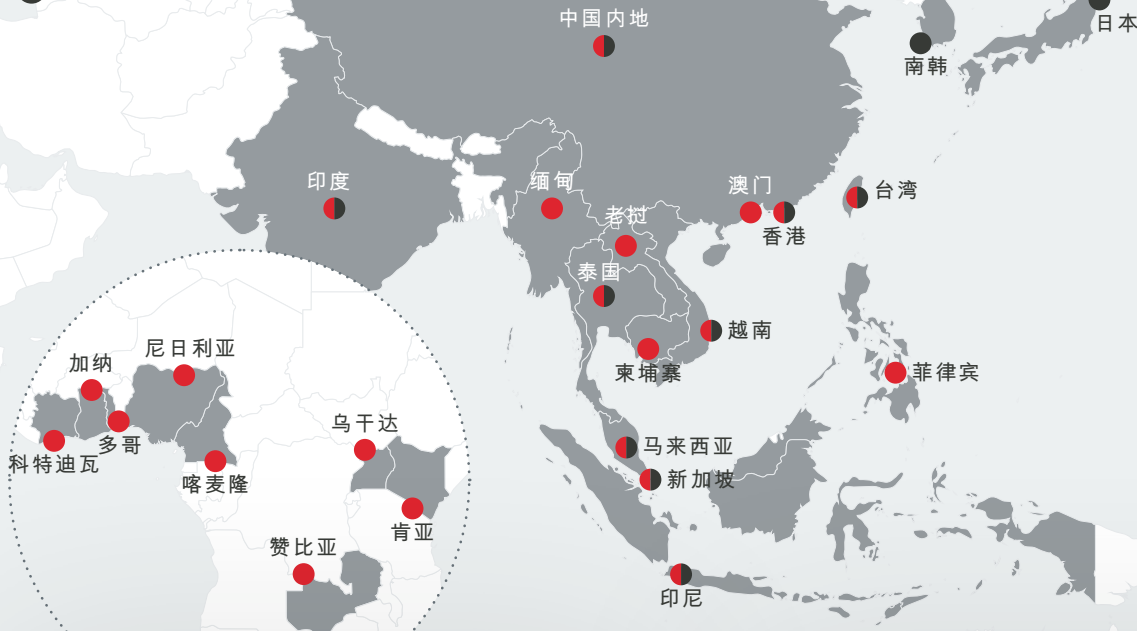 中国内地
日本
南韩
印度
缅甸
澳门
台湾
老挝
香港
泰国
越南
加纳
尼日利亚
柬埔寨
菲律宾
乌干达
多哥
马来西亚
科特迪瓦
新加坡
喀麦隆
肯亚
赞比亚
印尼